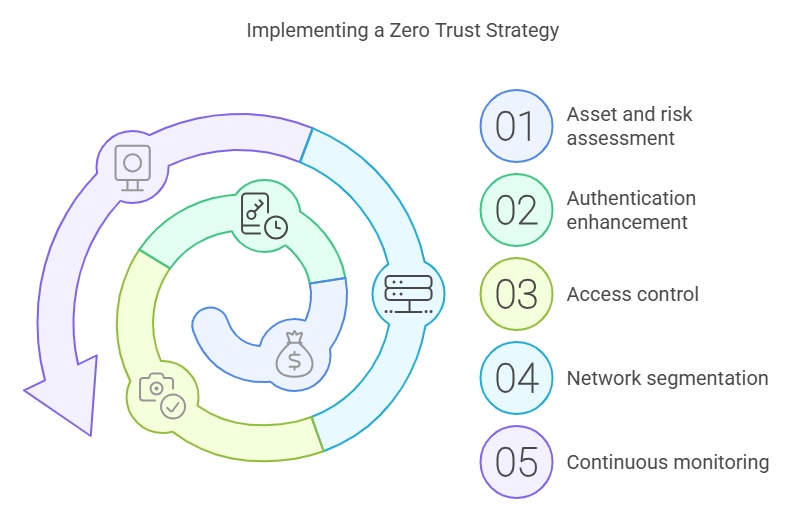 Implementing a Zero Trust Strategy
01
Asset and risk
assessment
02
Authentication
enhancement
03
Access control
04
Network segmentation
05
Continuous monitoring
$